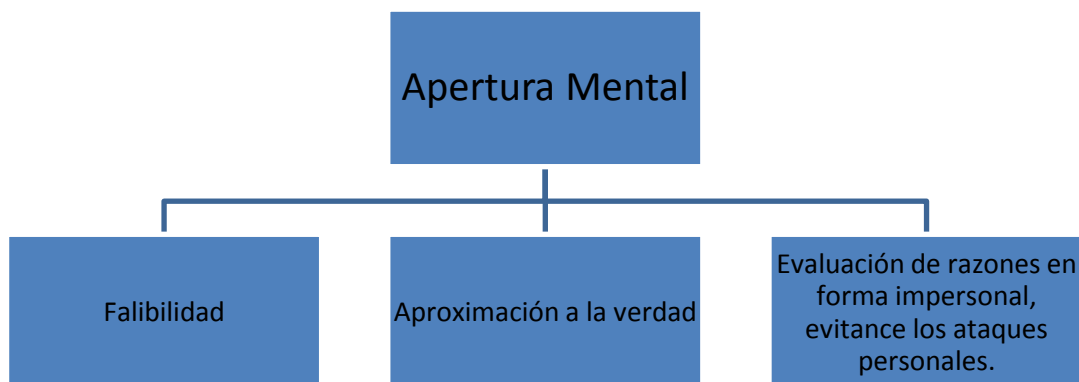 Apertura Mental
Falibilidad
Aproximación a la verdad
Evaluación de razones en
forma impersonal,
evitance los ataques
personales.